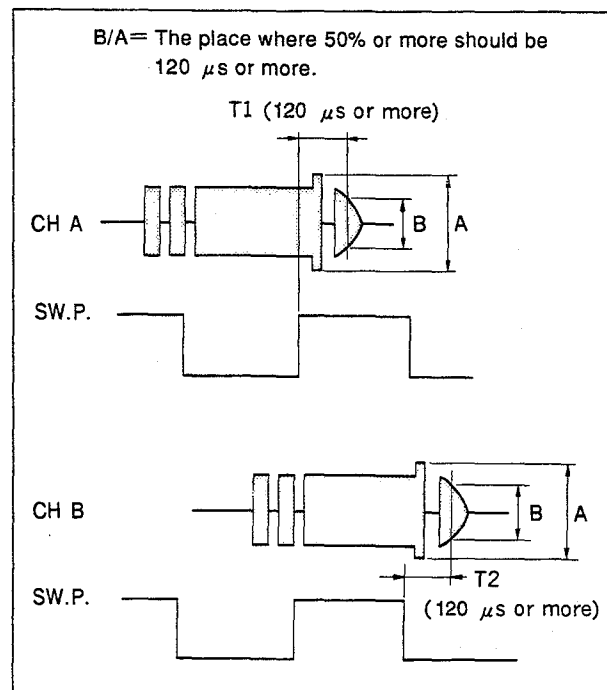 B/A= The place where 50% or more should be
120 μs or more.
T1 (120 μs or more)
CH A
B
A
SW.P.
CH B
B
A
T2
SW.P.
(120 μs or more)